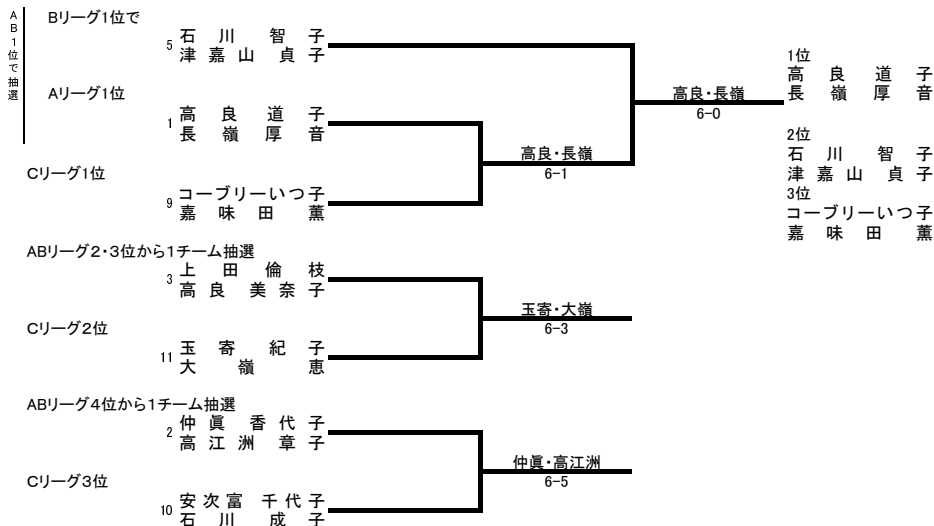 AB1位で抽選
Bリーグ1位で
5 石川智子
津嘉山貞子
Aリーグ1位
1 高良道子
長嶺厚音
Cリーグ1位
9 コーブリーいつ子
嘉味田薫
高良・長嶺
6-1
高良・長嶺
6-0
1位
高良道子
長嶺厚音
2位
石川智子
津嘉山貞子
3位
コーブリーいつ子
嘉味田薫
ABリーグ2・3位から1チーム抽選
3 上田倫枝
高良美奈子
Cリーグ2位
11 玉寄紀子
大嶺恵
玉寄・大嶺
6-3
ABリーグ4位から1チーム抽選
2 仲眞香代子
高江洲章子
Cリーグ3位
10 安次富千代子
石川成子
仲眞・高江洲
6-5